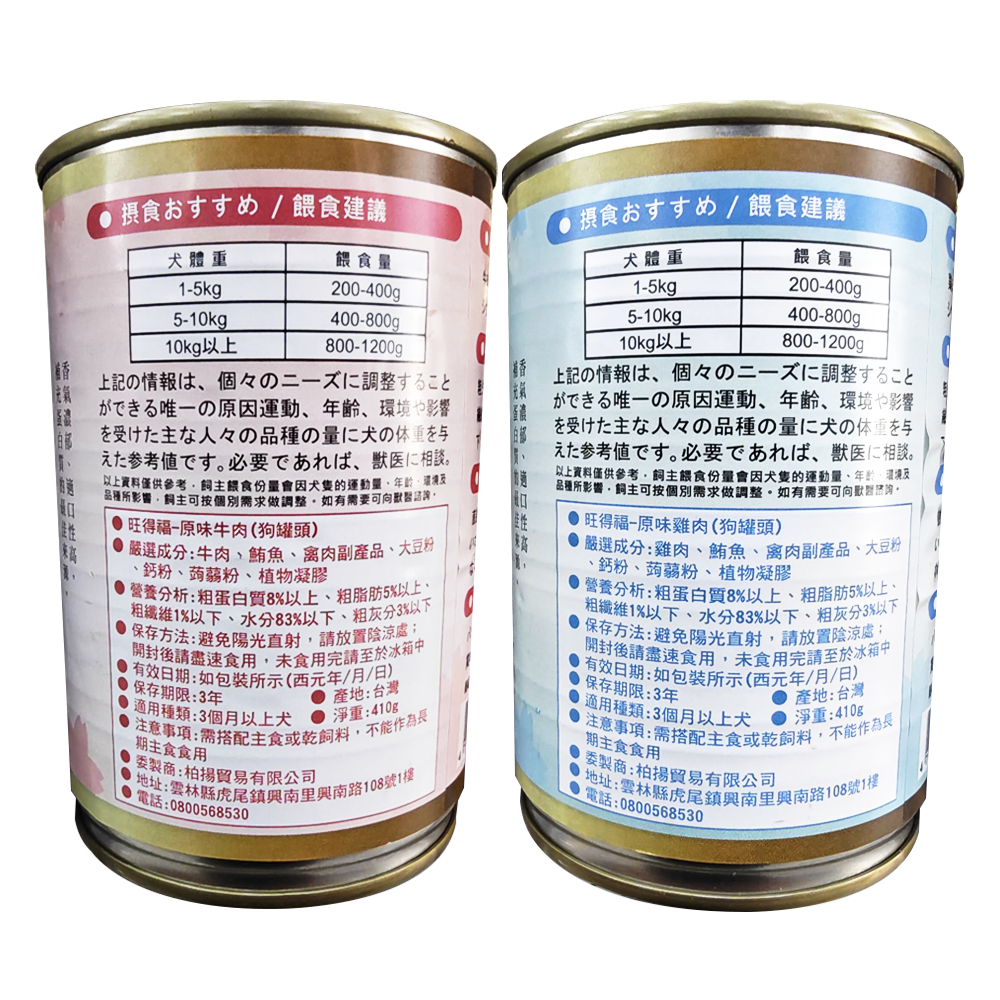 摂食おすすめ / 餵食建議
犬體重 餵食量
1-5kg 200-400g
5-10kg 400-800g
10kg以上 800-1200g
上記の情報は、個々のニーズに調整すること
ができる唯一の原因運動、年齢、環境や影響
を受けた主な人々の品種の量に犬の体重を与
えた参考値です。必要であれば、獣医に相談。
以上資料僅供參考，飼主餵食份量會因犬隻的運動量、年齡、環境及
品種所影響，飼主可按個別需求做調整。如有需要可向獸醫諮詢。
旺得福-原味牛肉(狗罐頭)
嚴選成分:牛肉、鮪魚、禽肉副產品、大豆粉
、鈣粉、蒟蒻粉、植物凝膠
營養分析:粗蛋白質8%以上、粗脂肪5%以上、
粗纖維1%以下、水分83%以下、粗灰分3%以下
保存方法:避免陽光直射，請放置陰涼處；
開封後請盡速食用，未食用完請至於冰箱中
有效日期:如包裝所示(西元年/月/日)
保存期限:3年 產地:台灣
適用種類:3個月以上犬 淨重:410g
注意事項:需搭配主食或乾飼料，不能作為長
期主食食用
委製商:柏揚貿易有限公司
地址:雲林縣虎尾鎮興南里興南路108號1樓
電話:0800568530
香氣濃郁、適口性高，
補充蛋白質的最佳來源。
摂食おすすめ / 餵食建議
犬體重 餵食量
1-5kg 200-400g
5-10kg 400-800g
10kg以上 800-1200g
上記の情報は、個々のニーズに調整すること
ができる唯一の原因運動、年齢、環境や影響
を受けた主な人々の品種の量に犬の体重を与
えた参考値です。必要であれば、獣医に相談。
以上資料僅供參考，飼主餵食份量會因犬隻的運動量、年齡、環境及
品種所影響，飼主可按個別需求做調整。如有需要可向獸醫諮詢。
旺得福-原味雞肉(狗罐頭)
嚴選成分:雞肉、鮪魚、禽肉副產品、大豆粉
、鈣粉、蒟蒻粉、植物凝膠
營養分析:粗蛋白質8%以上、粗脂肪5%以上、
粗纖維1%以下、水分83%以下、粗灰分3%以下
保存方法:避免陽光直射，請放置陰涼處；
開封後請盡速食用，未食用完請至於冰箱中
有效日期:如包裝所示(西元年/月/日)
保存期限:3年 產地:台灣
適用種類:3個月以上犬 淨重:410g
注意事項:需搭配主食或乾飼料，不能作為長
期主食食用
委製商:柏揚貿易有限公司
地址:雲林縣虎尾鎮興南里興南路108號1樓
電話:0800568530